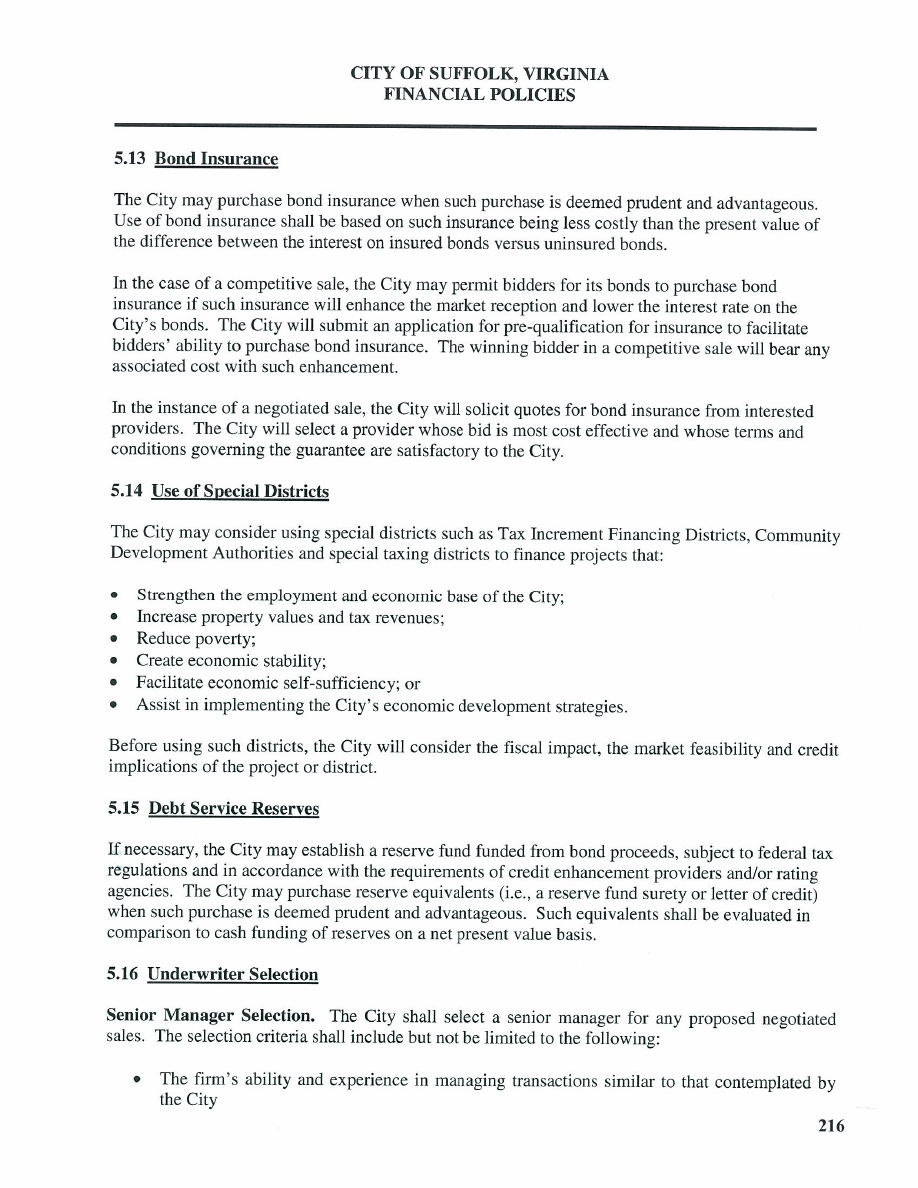 CITY OF SUFFOLK, VIRGINIA
FINANCIAL POLICIES
5.13 Bond Insurance
The City may purchase bond insurance when such purchase is deemed prudent and advantageous.
Use of bond insurance shall be based on such insurance being less costly than the present value of
the difference between the interest on insured bonds versus uninsured bonds.
In the case of a competitive sale, the City may permit bidders for its bonds to purchase bond
insurance if such insurance will enhance the market reception and lower the interest rate on the
City's bonds. The City will submit an application for pre-qualification for insurance to facilitate
bidders' ability to purchase bond insurance. The winning bidder in a competitive sale will bear any
associated cost with such enhancement.
In the instance of a negotiated sale, the City will solicit quotes for bond insurance from interested
providers. The City will select a provider whose bid is most cost effective and whose terms and
conditions governing the guarantee are satisfactory to the City.
5.14 Use of Special Districts
The City may consider using special districts such as Tax Increment Financing Districts, Community
Development Authorities and special taxing districts to finance projects that:
• Strengthen the employment and economic base of the City;
• Increase property values and tax revenues;
• Reduce poverty;
• Create economic stability;
• Facilitate economic self-sufficiency; or
• Assist in implementing the City's economic development strategies.
Before using such districts, the City will consider the fiscal impact, the market feasibility and credit
implications of the project or district.
5.15 Debt Service Reserves
If necessary, the City may establish a reserve fund funded from bond proceeds, subject to federal tax
regulations and in accordance with the requirements of credit enhancement providers and/or rating
agencies. The City may purchase reserve equivalents (i.e., a reserve fund surety or letter of credit)
when such purchase is deemed prudent and advantageous. Such equivalents shall be evaluated in
comparison to cash funding of reserves on a net present value basis.
5.16 Underwriter Selection
Senior Manager Selection. The City shall select a senior manager for any proposed negotiated
sales. The selection criteria shall include but not be limited to the following:
• The firm's ability and experience in managing transactions similar to that contemplated by
the City
216